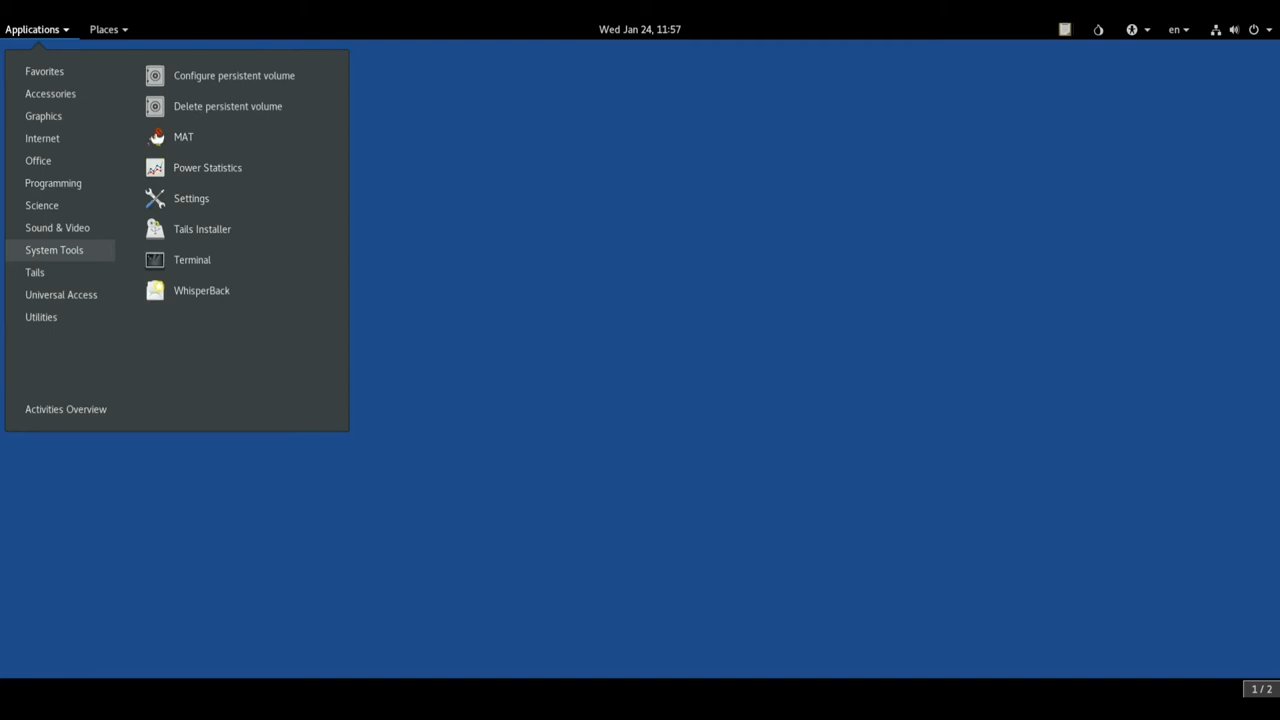 Applications Places Wed Jan 24, 11:57 en
Favorites
Accessories
Graphics
Internet
Office
Programming
Science
Sound & Video
System Tools
Tails
Universal Access
Utilities
Activities Overview
Configure persistent volume
Delete persistent volume
MAT
Power Statistics
Settings
Tails Installer
Terminal
WhisperBack
1 / 2